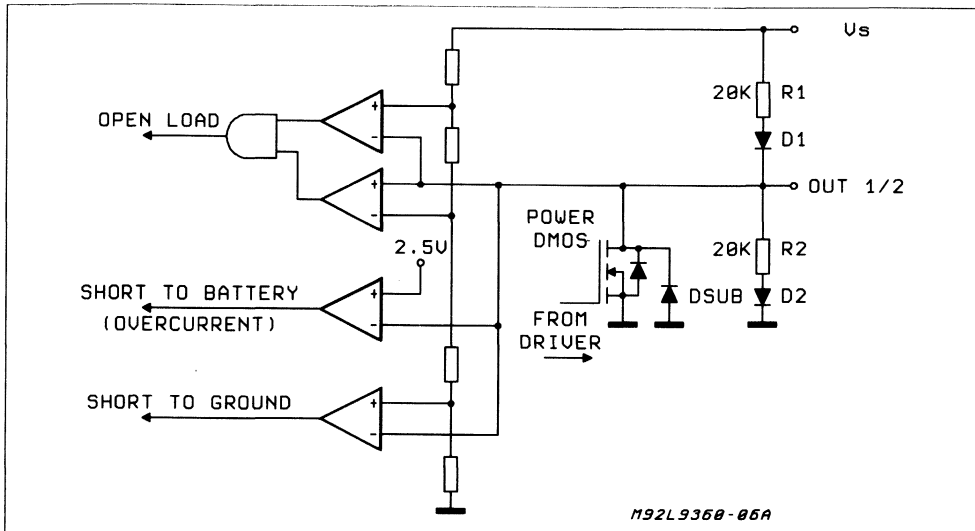 Vs
20K R1
D1
OPEN LOAD
+
-
+
-
OUT 1/2
POWER
DMOS
20K R2
2.5V
SHORT TO BATTERY
(OVERCURRENT)
+
-
DSUB
D2
FROM
DRIVER
SHORT TO GROUND
+
-
M92L9360-06A